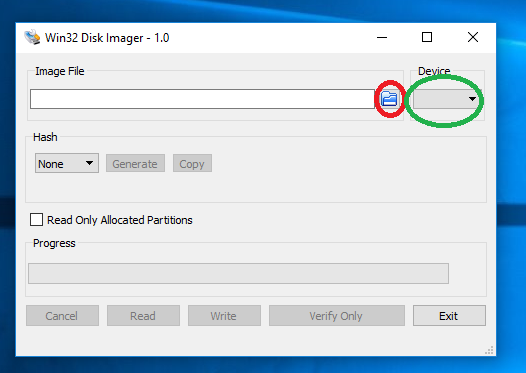 Win32 Disk Imager - 1.0
Image File
Device
Hash
None
Generate
Copy
Read Only Allocated Partitions
Progress
Cancel
Read
Write
Verify Only
Exit